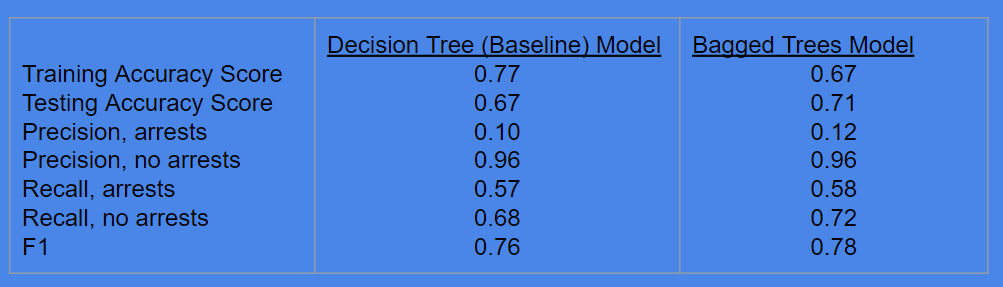 Decision Tree (Baseline) Model Bagged Trees Model
Training Accuracy Score 0.77 0.67
Testing Accuracy Score 0.67 0.71
Precision, arrests 0.10 0.12
Precision, no arrests 0.96 0.96
Recall, arrests 0.57 0.58
Recall, no arrests 0.68 0.72
F1 0.76 0.78